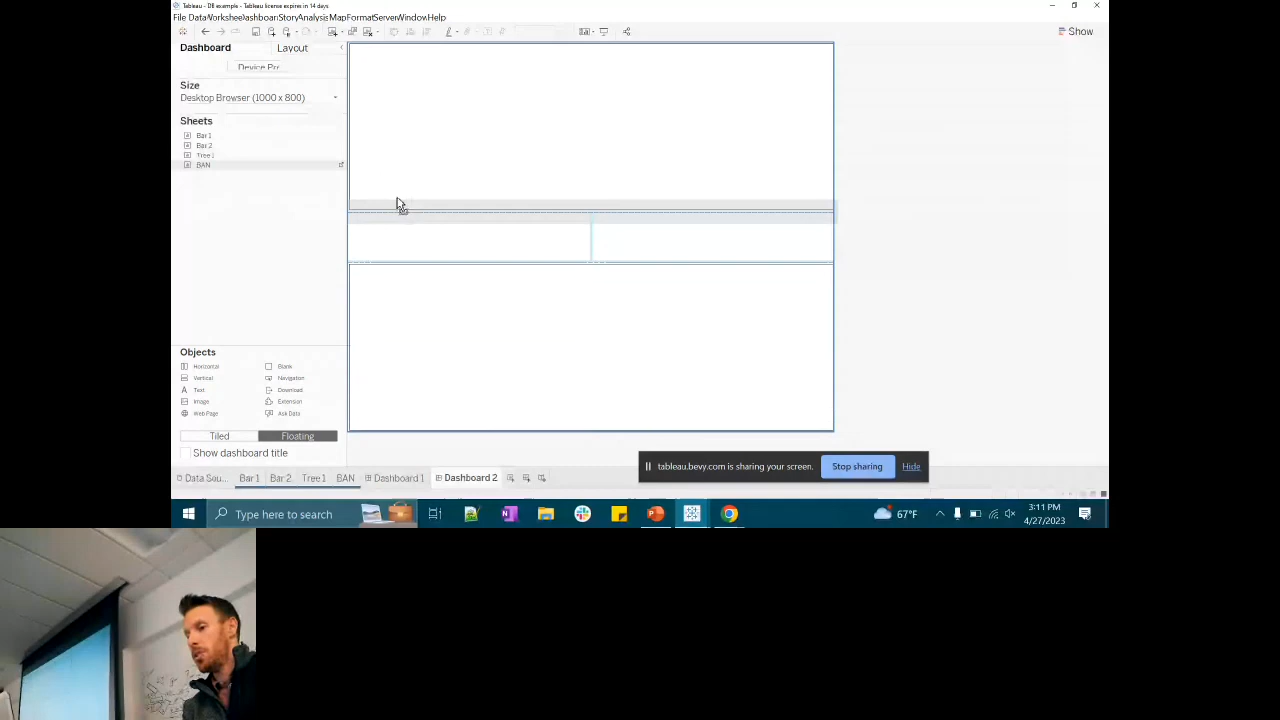 Tableau - DB example - Tableau license expires in 14 days
File Data Worksheet Dashboard Story Analysis Map Format Server Window Help
Show
Dashboard Layout
Device Pre
Size
Desktop Browser (1000 x 800)
Sheets
Bar 1
Bar 2
Tree 1
BAN
Objects
Horizontal Blank
Vertical Navigation
Text Download
Image Extension
Web Page Ask Data
Tiled Floating
Show dashboard title
tableau.bevy.com is sharing your screen. Stop sharing Hide
Data Sou... Bar 1 Bar 2 Tree 1 BAN Dashboard 1 Dashboard 2
Type here to search
67°F
3:11 PM
4/27/2023